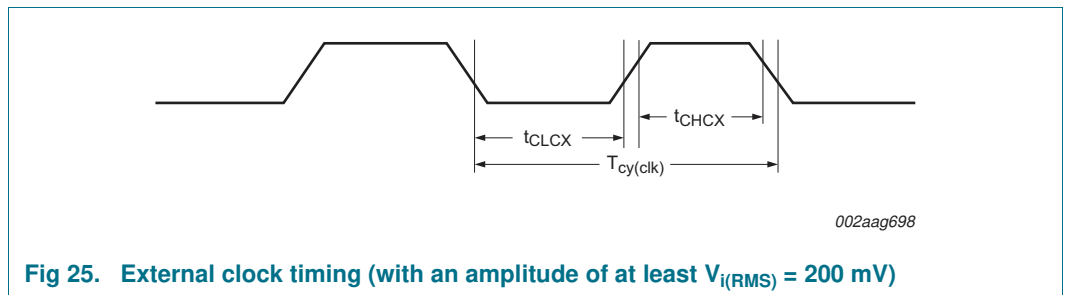 tCHCX
tCLCX
Tcy(clk)
002aag698
Fig 25. External clock timing (with an amplitude of at least Vi(RMS) = 200 mV)